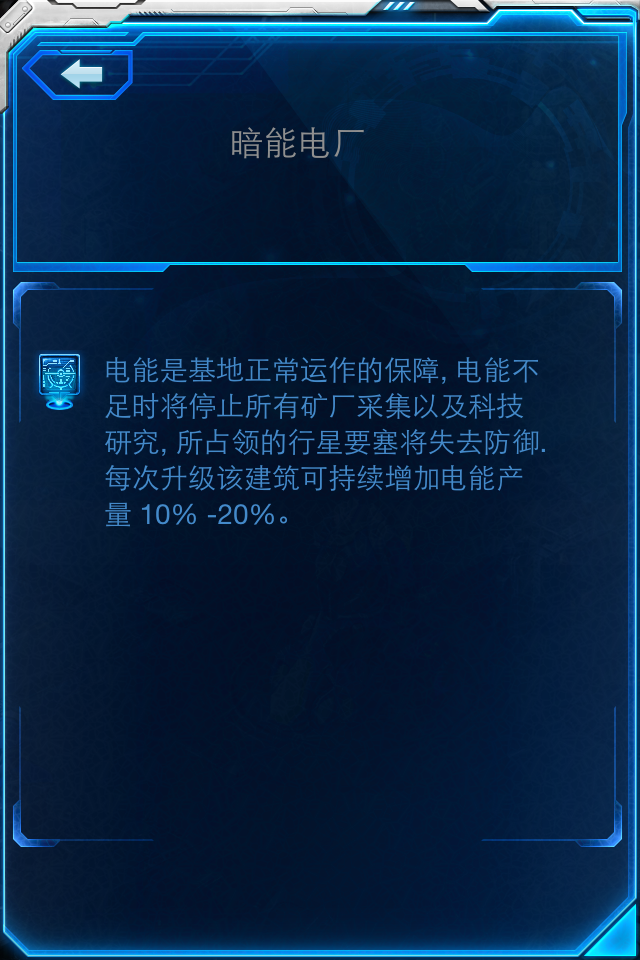 暗能电厂
电能是基地正常运作的保障, 电能不
足时将停止所有矿厂采集以及科技
研究, 所占领的行星要塞将失去防御.
每次升级该建筑可持续增加电能产
量 10% -20%。